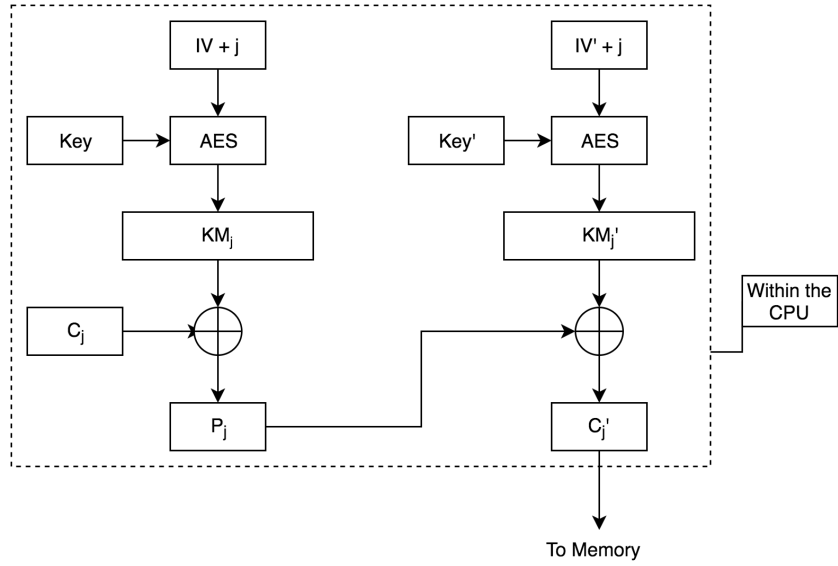 IV + j
IV' + j
Key
AES
Key'
AES
KMj
KMj'
Within the
CPU
Cj
Pj
Cj'
To Memory